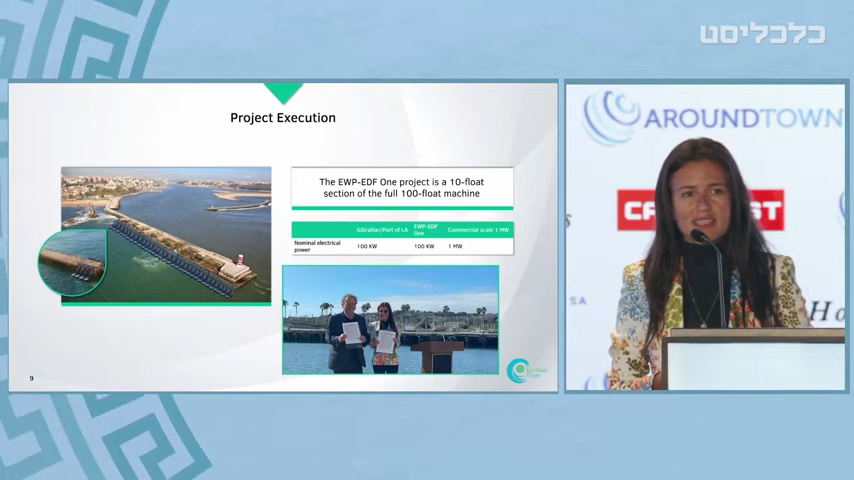 כלכליסט
Project Execution
The EWP-EDF One project is a 10-float
section of the full 100-float machine
Gibraltar/Port of LA
EWP-EDF
One
Commercial scale 1 MW
Nominal electrical
power
100 KW
100 KW
1 MW
9
AROUNDTOWN